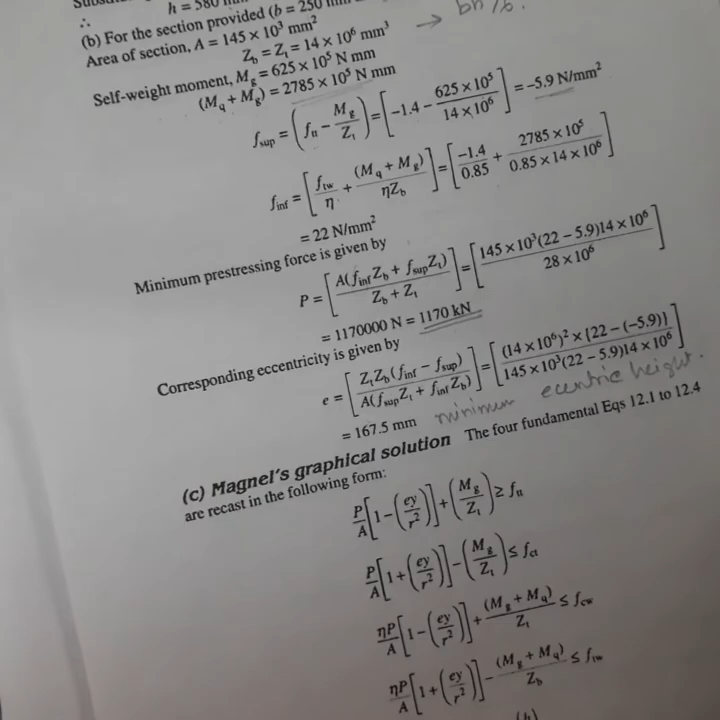 h = 580
∴
(b) For the section provided (b = 250 mm → bh²/6.
Area of section, A = 145 × 10³ mm²
Z_b = Z_t = 14 × 10⁶ mm³
Self-weight moment, M_g = 625 × 10⁵ N mm
(M_q + M_g) = 2785 × 10⁵ N mm
f_sup = (f_tt − M_g/Z_t) = [−1.4 − (625 × 10⁵)/(14 × 10⁶)] = −5.9 N/mm²
f_inf = [f_tw/η + (M_q + M_g)/(ηZ_b)] = [−1.4/0.85 + (2785 × 10⁵)/(0.85 × 14 × 10⁶)]
= 22 N/mm²
Minimum prestressing force is given by
P = [A(f_inf Z_b + f_sup Z_t)/(Z_b + Z_t)] = [145 × 10³(22 − 5.9)14 × 10⁶/(28 × 10⁶)]
= 1170000 N = 1170 kN
Corresponding eccentricity is given by
e = [Z_t Z_b(f_inf − f_sup)/(A(f_sup Z_t + f_inf Z_b))] = [(14 × 10⁶)² × {22 − (−5.9)}/(145 × 10³(22 − 5.9)14 × 10⁶)]
= 167.5 mm minimum ecentric height.
(c) Magnel's graphical solution The four fundamental Eqs 12.1 to 12.4
are recast in the following form:
P/A[1 − (ey/r²)] + (M_g/Z_t) ≥ f_tt
P/A[1 + (ey/r²)] − (M_g/Z_t) ≤ f_ct
ηP/A[1 − (ey/r²)] + (M_g + M_q)/Z_t ≤ f_cw
ηP/A[1 + (ey/r²)] − (M_g + M_q)/Z_b ≤ f_tw